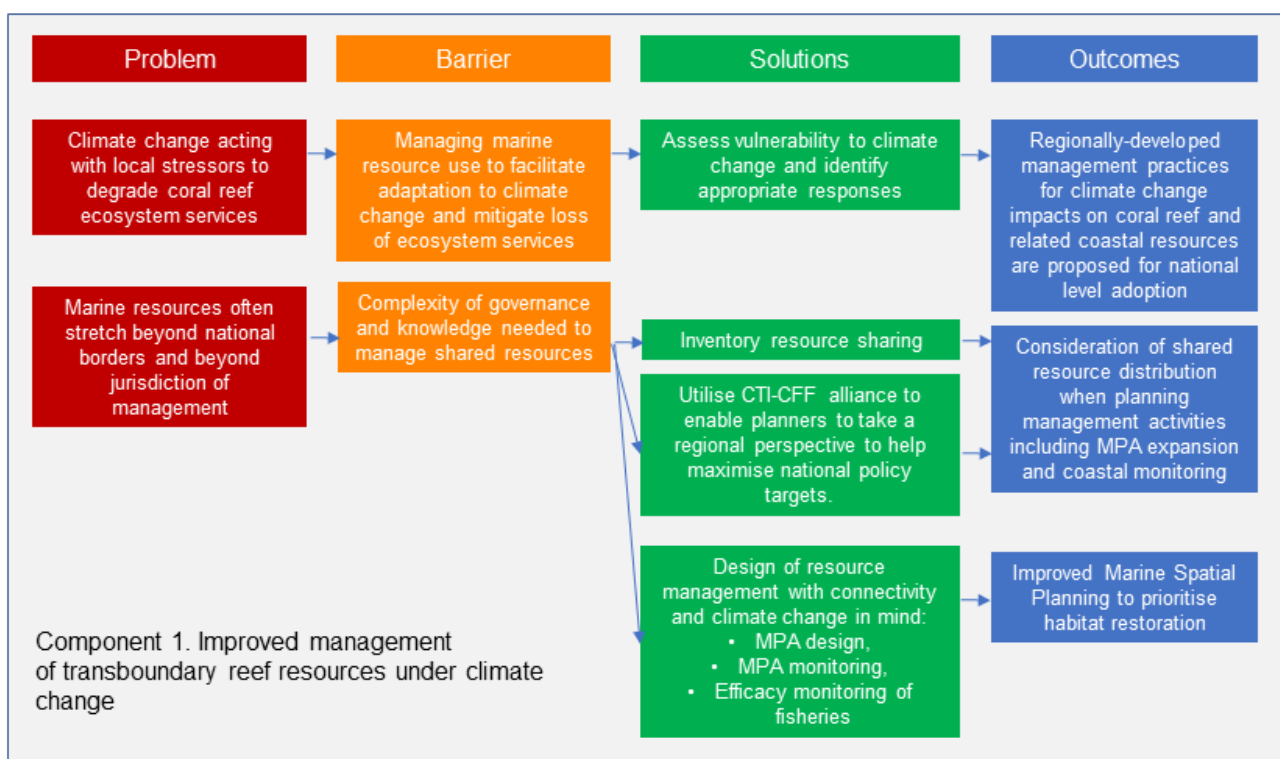 Problem
Barrier
Solutions
Outcomes
Climate change acting
with local stressors to
degrade coral reef
ecosystem services
Managing marine
resource use to facilitate
adaptation to climate
change and mitigate loss
of ecosystem services
Assess vulnerability to climate
change and identify
appropriate responses
Regionally-developed
management practices
for climate change
impacts on coral reef and
related coastal resources
are proposed for national
level adoption
Marine resources often
stretch beyond national
borders and beyond
jurisdiction of
management
Complexity of governance
and knowledge needed to
manage shared resources
Inventory resource sharing
Utilise CTI-CFF alliance to
enable planners to take a
regional perspective to help
maximise national policy
targets.
Consideration of shared
resource distribution
when planning
management activities
including MPA expansion
and coastal monitoring
Design of resource
management with connectivity
and climate change in mind:
• MPA design,
• MPA monitoring,
• Efficacy monitoring of
fisheries
Improved Marine Spatial
Planning to prioritise
habitat restoration
Component 1. Improved management
of transboundary reef resources under climate
change